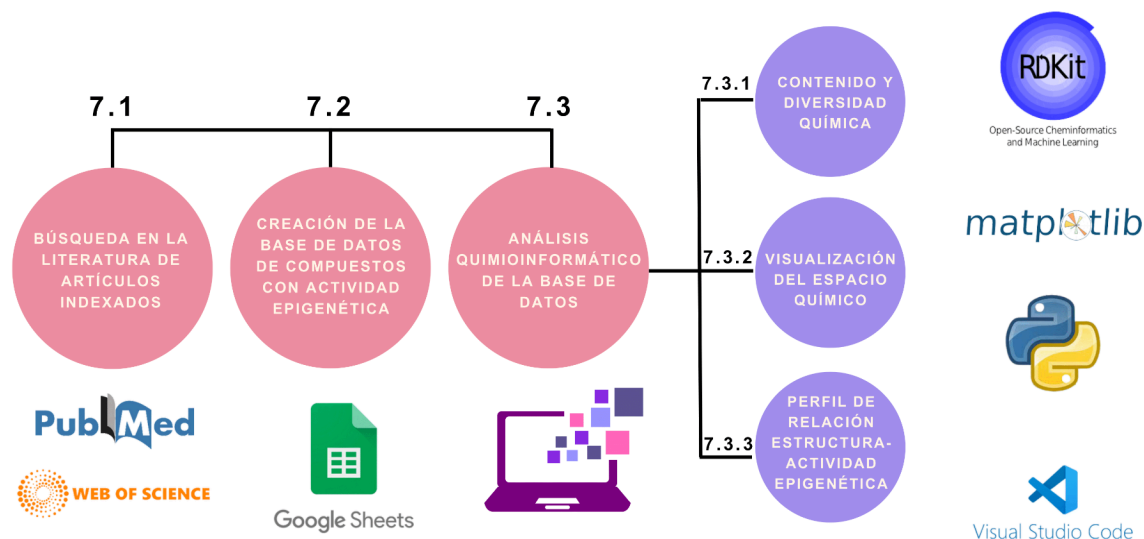 7.1
7.2
7.3
BÚSQUEDA EN LA
LITERATURA DE
ARTÍCULOS
INDEXADOS
CREACIÓN DE LA
BASE DE DATOS
DE COMPUESTOS
CON ACTIVIDAD
EPIGENÉTICA
ANÁLISIS
QUIMIOINFORMÁTICO
DE LA BASE DE
DATOS
7.3.1
CONTENIDO Y
DIVERSIDAD
QUÍMICA
7.3.2
VISUALIZACIÓN
DEL ESPACIO
QUÍMICO
7.3.3
PERFIL DE
RELACIÓN
ESTRUCTURA-
ACTIVIDAD
EPIGENÉTICA
PubMed
WEB OF SCIENCE
Google Sheets
RDKit
Open-Source Cheminformatics
and Machine Learning
matplotlib
Visual Studio Code